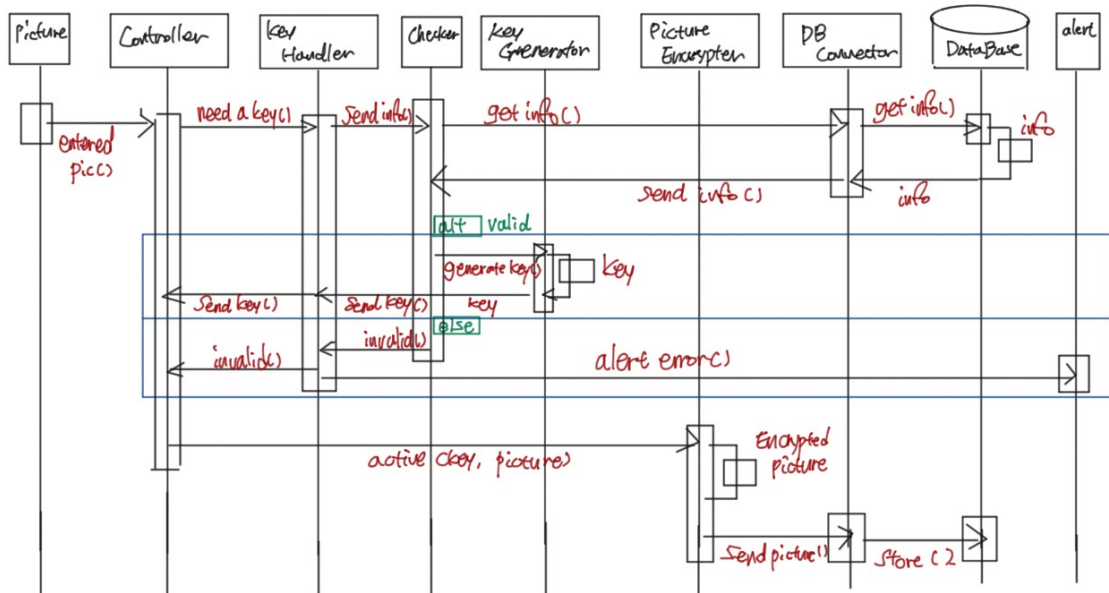 Picture
Controller
Key
Handler
Checker
Key
Generator
Picture
Encrypter
DB
Connector
DataBase
alert
need a key()
Send info()
get info()
get info()
info
entered
pic()
send info()
info
alt valid
generate key()
key
Send key()
Send key()
key
else
invalid()
invalid()
alert error()
active (key, picture)
Encrypted
picture
Send picture()
Store ( )